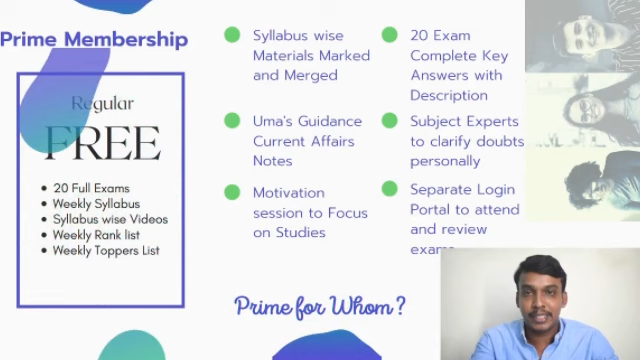 Prime Membership
Regular
FREE
20 Full Exams
Weekly Syllabus
Syllabus wise Videos
Weekly Rank list
Weekly Toppers List
Syllabus wise
Materials Marked
and Merged
Uma's Guidance
Current Affairs
Notes
Motivation
session to Focus
on Studies
20 Exam
Complete Key
Answers with
Description
Subject Experts
to clarify doubts
personally
Separate Login
Portal to attend
and review
exams
Prime for Whom?